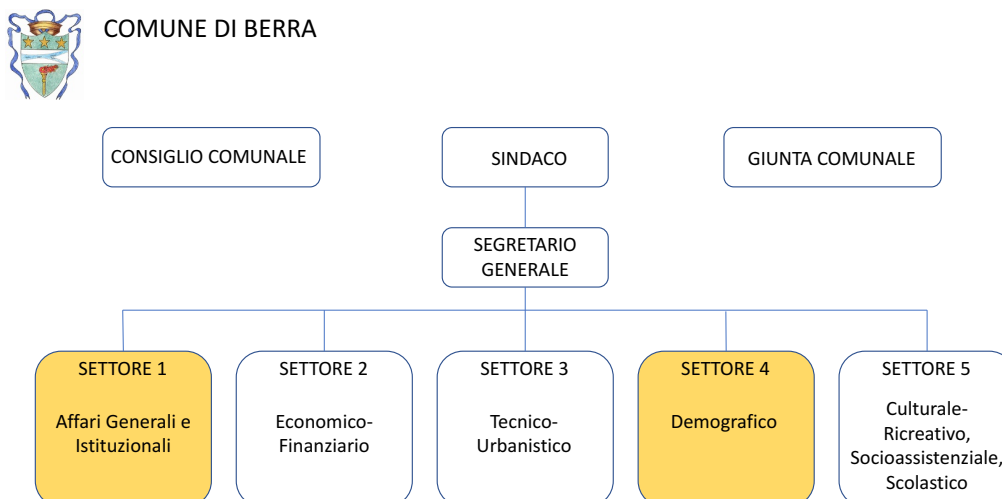 COMUNE DI BERRA
CONSIGLIO COMUNALE
SINDACO
GIUNTA COMUNALE
SEGRETARIO
GENERALE
SETTORE 1
Affari Generali e
Istituzionali
SETTORE 2
Economico-
Finanziario
SETTORE 3
Tecnico-
Urbanistico
SETTORE 4
Demografico
SETTORE 5
Culturale-
Ricreativo,
Socioassistenziale,
Scolastico